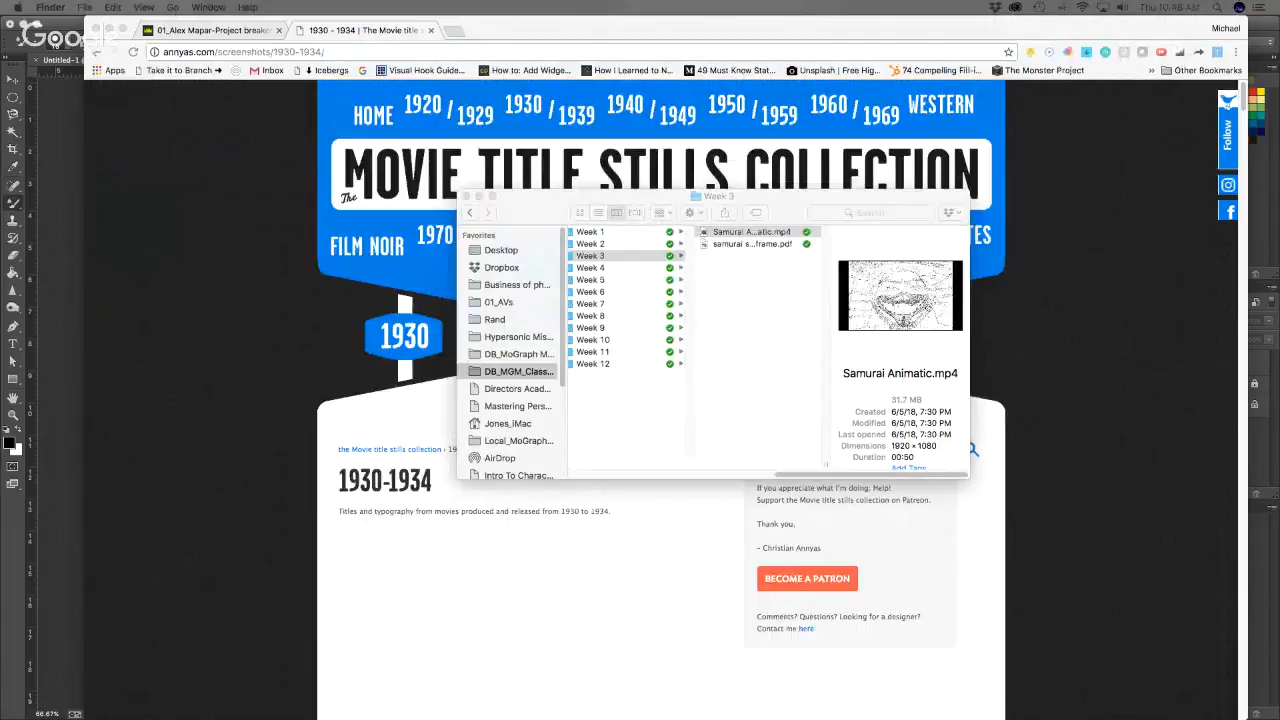 Finder File Edit View Go Window Help
Thu 10:56 AM
Google
01_Alex Mapar-Project breako
1930 - 1934 | The Movie title s
Michael
Untitled-1
annyas.com/screenshots/1930-1934/
Apps
Take it to Branch
Inbox
Icebergs
Visual Hook Guide...
How to: Add Widge...
How I Learned to N...
49 Must Know Stat...
Unsplash | Free Hig...
74 Compelling Fill-i...
The Monster Project
Other Bookmarks
HOME 1920 / 1929 1930 / 1939 1940 / 1949 1950 / 1959 1960 / 1969 WESTERN
The MOVIE TITLE STILLS COLLECTION
FILM NOIR 1970
Follow
Week 3
Search
Favorites
Desktop
Dropbox
Business of ph...
01_AVs
Rand
Hypersonic Mis...
DB_MoGraph M...
DB_MGM_Class...
Directors Acad...
Mastering Pers...
Jones_iMac
Local_MoGraph...
AirDrop
Intro To Charac...
Week 1
Week 2
Week 3
Week 4
Week 5
Week 6
Week 7
Week 8
Week 9
Week 10
Week 11
Week 12
Samurai A...atic.mp4
samurai s...frame.pdf
Samurai Animatic.mp4
31.7 MB
Created 6/5/18, 7:30 PM
Modified 6/5/18, 7:30 PM
Last opened 6/5/18, 7:30 PM
Dimensions 1920 × 1080
Duration 00:50
Add Tags
1930
the Movie title stills collection › 19
1930-1934
Titles and typography from movies produced and released from 1930 to 1934.
If you appreciate what I'm doing: Help!
Support the Movie title stills collection on Patreon.
Thank you,
- Christian Annyas
BECOME A PATRON
Comments? Questions? Looking for a designer?
Contact me here
66.67%